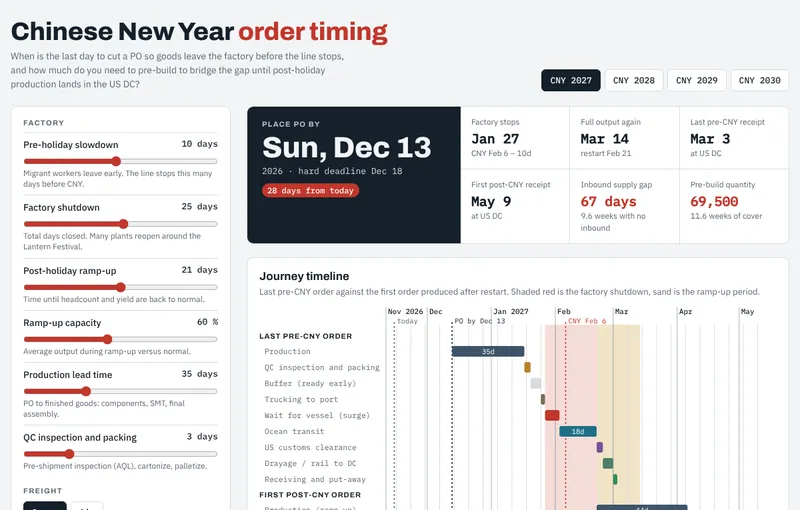 Chinese New Year order timing
When is the last day to cut a PO so goods leave the factory before the line stops,
and how much do you need to pre-build to bridge the gap until post-holiday
production lands in the US DC?
CNY 2027
CNY 2028
CNY 2029
CNY 2030
FACTORY
Pre-holiday slowdown 10 days
Migrant workers leave early. The line stops this many
days before CNY.
Factory shutdown 25 days
Total days closed. Many plants reopen around the
Lantern Festival.
Post-holiday ramp-up 21 days
Time until headcount and yield are back to normal.
Ramp-up capacity 60 %
Average output during ramp-up versus normal.
Production lead time 35 days
PO to finished goods: components, SMT, final
assembly.
QC inspection and packing 3 days
Pre-shipment inspection (AQL), cartonize, palletize.
FREIGHT
PLACE PO BY
Sun, Dec 13
2026 · hard deadline Dec 18
28 days from today
Factory stops
Jan 27
CNY Feb 6 – 10d
Full output again
Mar 14
restart Feb 21
Last pre-CNY receipt
Mar 3
at US DC
First post-CNY receipt
May 9
at US DC
Inbound supply gap
67 days
9.6 weeks with no
inbound
Pre-build quantity
69,500
11.6 weeks of cover
Journey timeline
Last pre-CNY order against the first order produced after restart. Shaded red is the factory shutdown, sand is the ramp-up period.
Nov 2026 Dec Jan 2027 Feb Mar Apr May
today PO by Dec 13 CNY Feb 6
LAST PRE-CNY ORDER
Production 35d
QC inspection and packing
Buffer (ready early)
Trucking to port
Wait for vessel (surge)
Ocean transit 18d
US customs clearance
Drayage / rail to DC
Receiving and put-away
FIRST POST-CNY ORDER